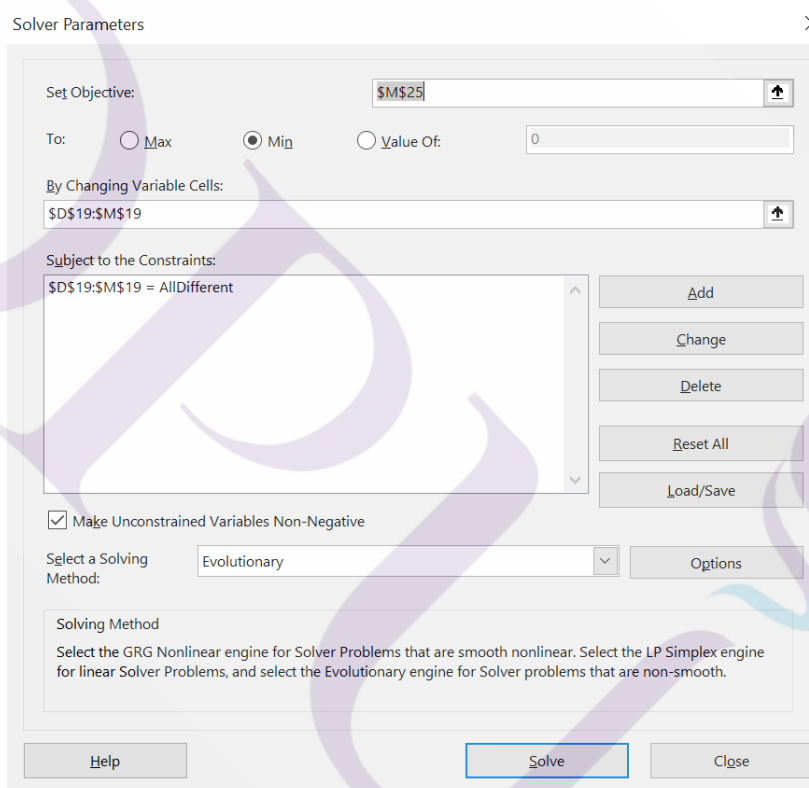 Solver Parameters
Set Objective:
$M$25
To:
Max
Min
Value Of:
0
By Changing Variable Cells:
$D$19:$M$19
Subject to the Constraints:
$D$19:$M$19 = AllDifferent
Add
Change
Delete
Reset All
Load/Save
Make Unconstrained Variables Non-Negative
Select a Solving
Method:
Evolutionary
Options
Solving Method
Select the GRG Nonlinear engine for Solver Problems that are smooth nonlinear. Select the LP Simplex engine
for linear Solver Problems, and select the Evolutionary engine for Solver problems that are non-smooth.
Help
Solve
Close